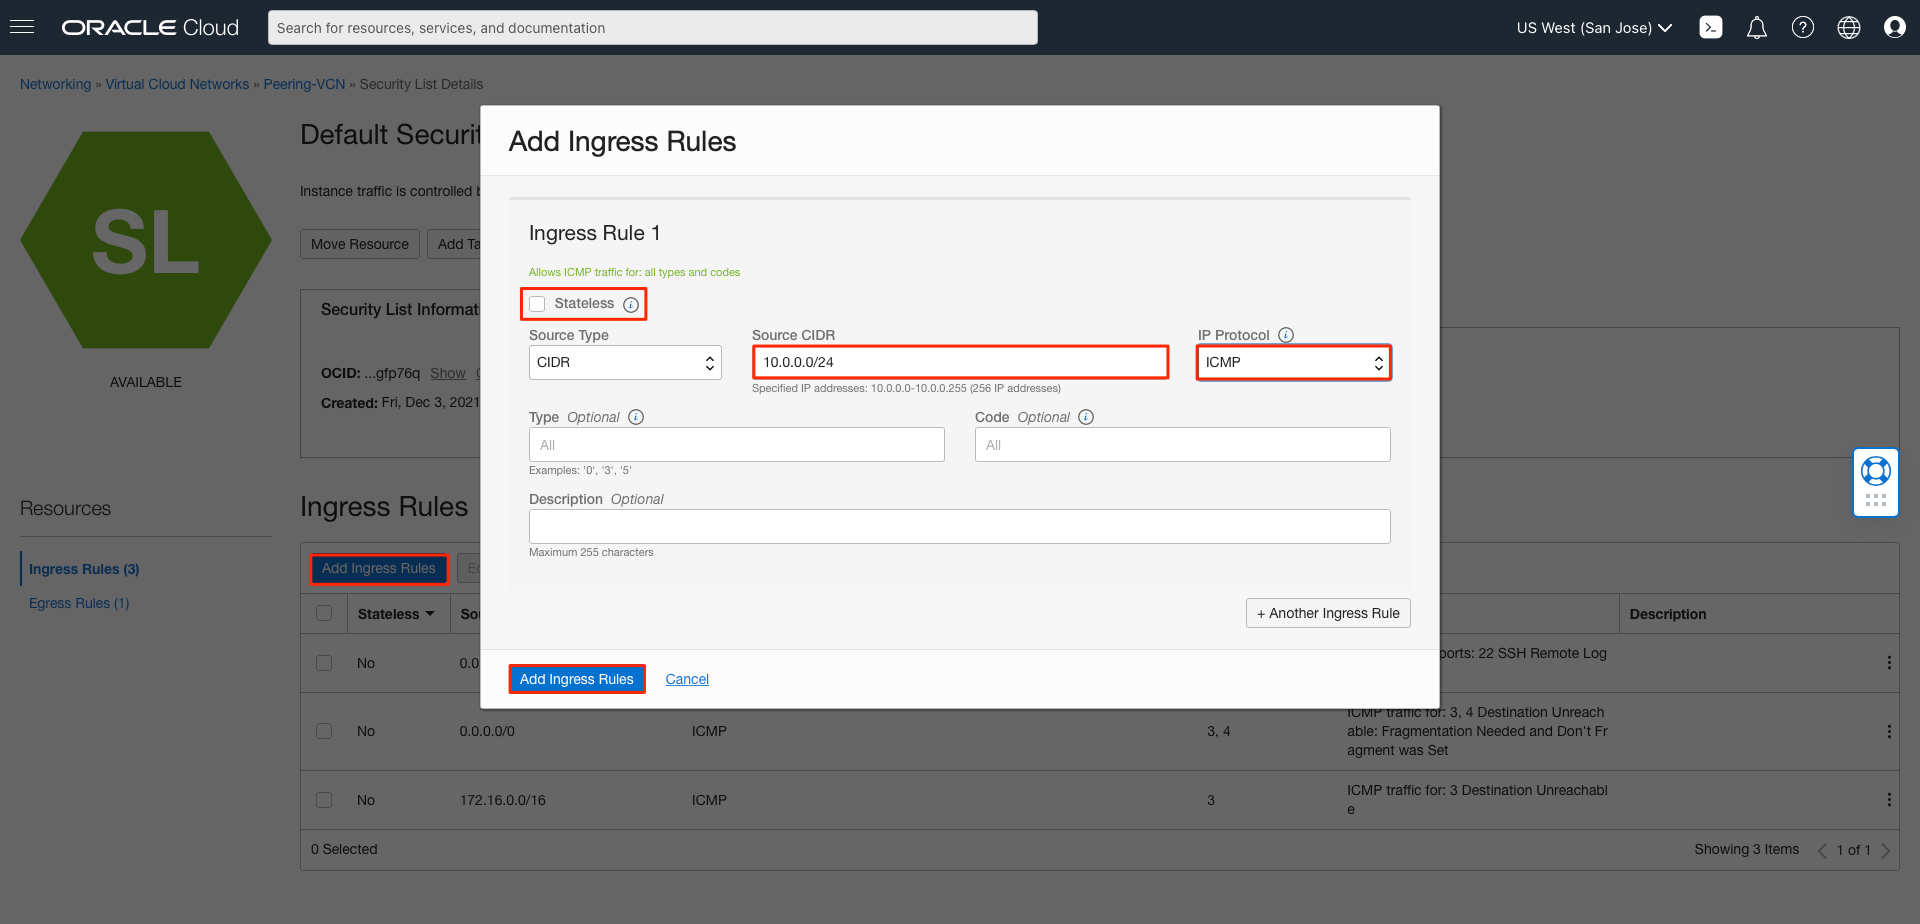 ORACLE Cloud
Search for resources, services, and documentation
US West (San Jose)
Networking » Virtual Cloud Networks » Peering-VCN » Security List Details
SL
AVAILABLE
Default Securit
Instance traffic is controlled
Move Resource
Add Ta
Security List Informat
OCID: ...gfp76q Show
Created: Fri, Dec 3, 2021
Resources
Ingress Rules (3)
Egress Rules (1)
Ingress Rules
Add Ingress Rules
Add Ingress Rules
Ingress Rule 1
Allows ICMP traffic for: all types and codes
Stateless
Source Type
CIDR
Source CIDR
10.0.0.0/24
Specified IP addresses: 10.0.0.0-10.0.0.255 (256 IP addresses)
IP Protocol
ICMP
Type Optional
All
Examples: '0', '3', '5'
Code Optional
All
Description Optional
Maximum 255 characters
+ Another Ingress Rule
Add Ingress Rules
Cancel
Stateless
Sou
Description
No
0.0
ports: 22 SSH Remote Log
No
0.0.0.0/0
ICMP
3, 4
ICMP traffic for: 3, 4 Destination Unreach
able: Fragmentation Needed and Don't Fr
agment was Set
No
172.16.0.0/16
ICMP
3
ICMP traffic for: 3 Destination Unreachabl
e
0 Selected
Showing 3 Items
1 of 1